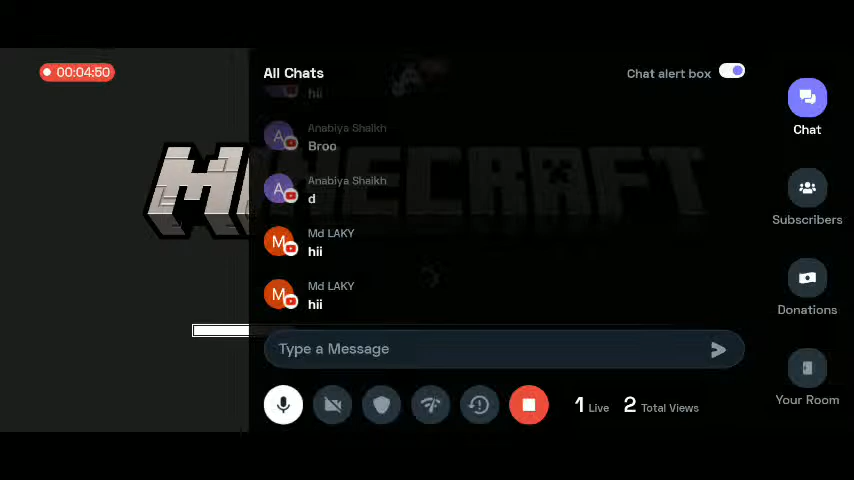 00:04:50
All Chats
Chat alert box
hii
Anabiya Shaikh
Broo
Anabiya Shaikh
d
Md LAKY
hii
Md LAKY
hii
MINECRAFT
Type a Message
1 Live 2 Total Views
Chat
Subscribers
Donations
Your Room